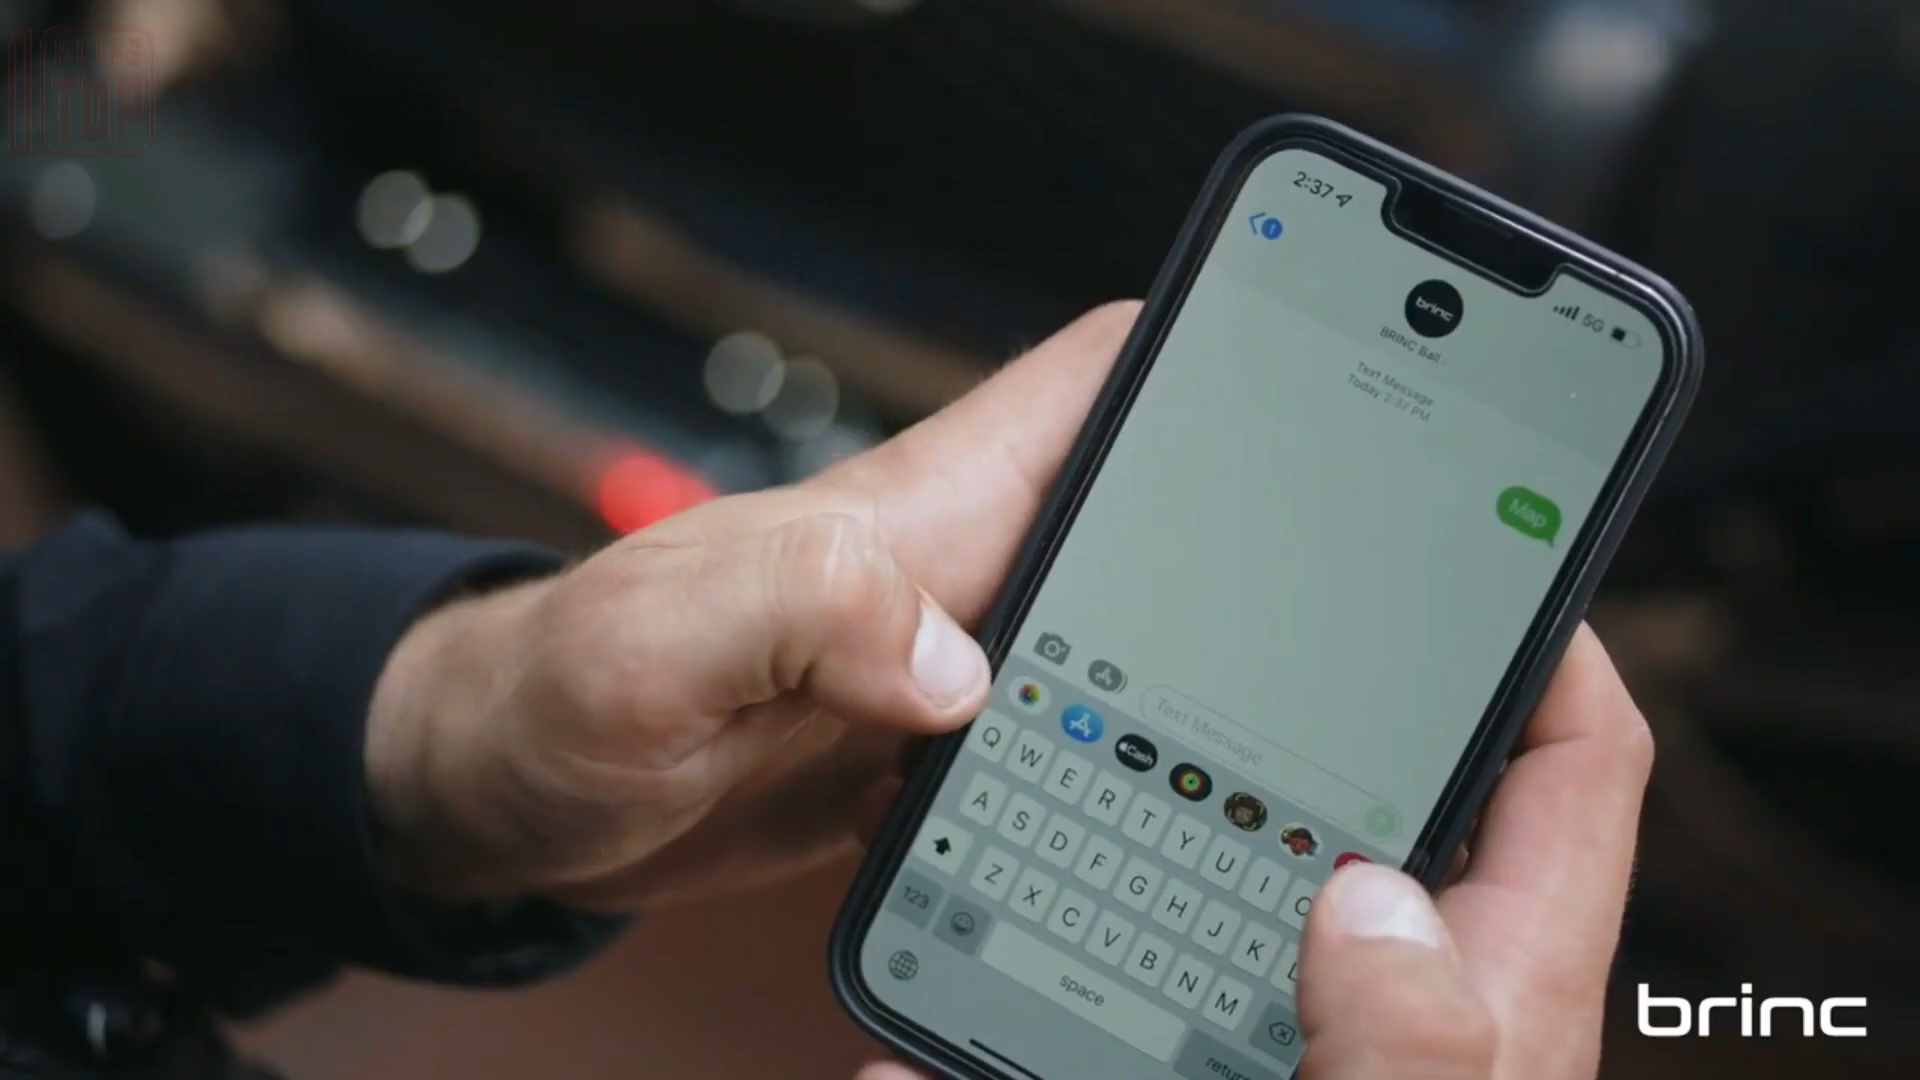 2:37
brinc
5G
BRINC Ball
Text Message
Today 2:37 PM
Map
Text Message
Cash
Q W E R T Y U I O
A S D F G H J K L
Z X C V B N M
123
space
return
brinc
TOP